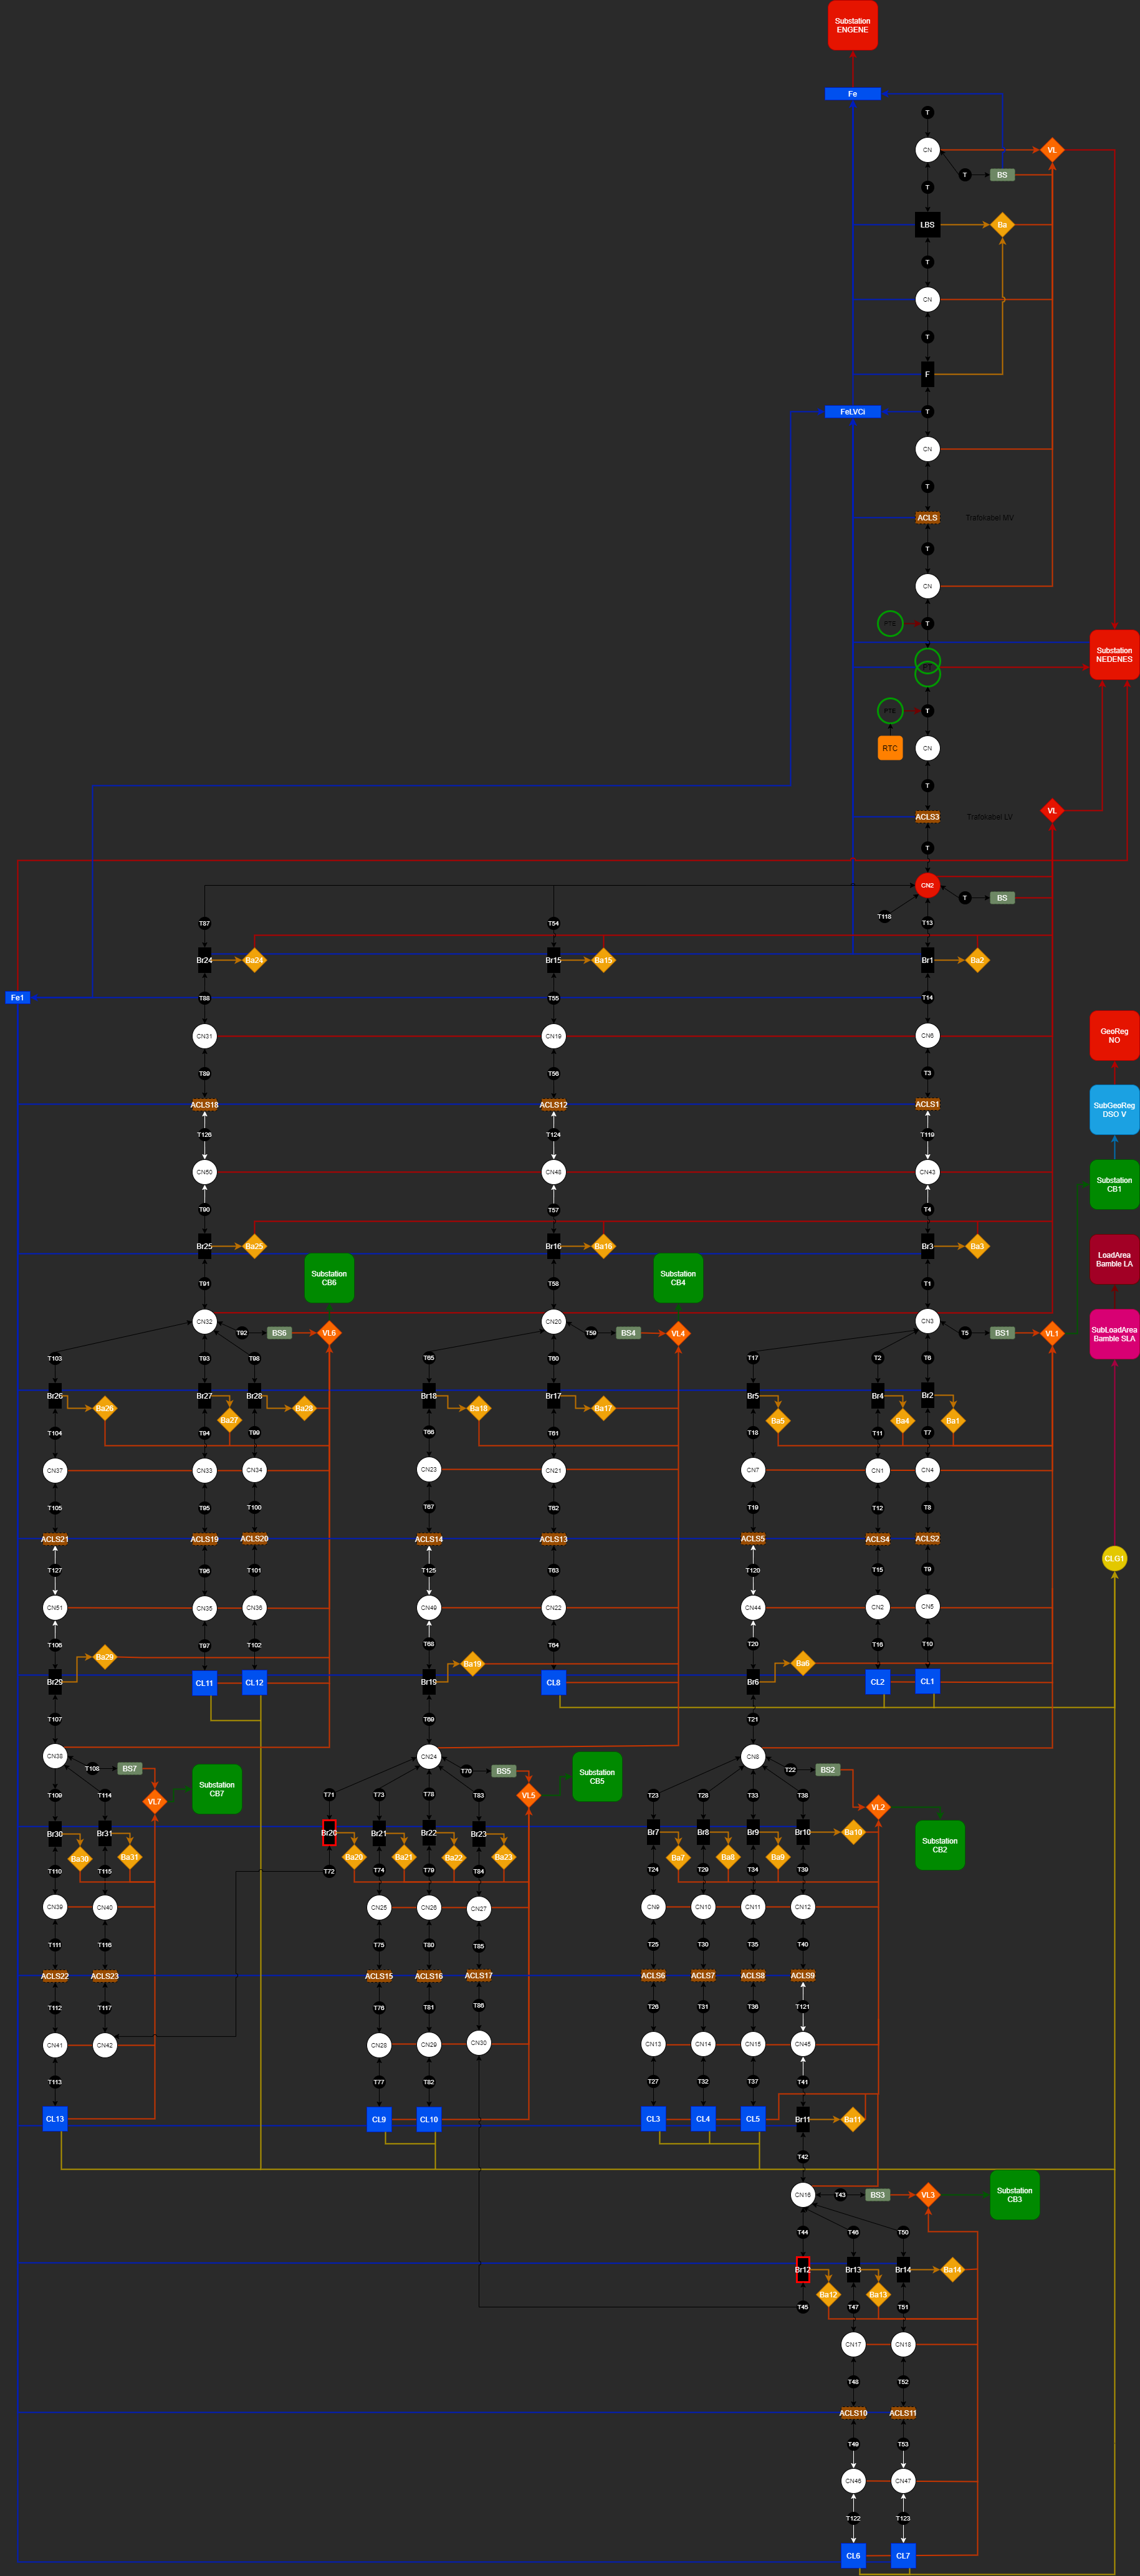 Substation
ENGENE
Fe
T
CN
VL
T
BS
T
LBS
Ba
T
CN
T
F
FeLVCi
T
CN
T
ACLS
Trafokabel MV
T
CN
PTE
T
Substation
NEDENES
PT
PTE
T
RTC
CN
T
VL
ACLS3
Trafokabel LV
T
CN2
T
BS
T118
T87
T54
T13
Br24
Ba24
Br15
Ba15
Br1
Ba2
Fe1
T88
T55
T14
GeoReg
NO
CN31
CN19
CN6
T89
T56
T3
ACLS18
ACLS12
ACLS1
SubGeoReg
DSO V
T126
T124
T119
CN50
CN48
CN43
Substation
CB1
T90
T57
T4
Br25
Ba25
Br16
Ba16
Br3
Ba3
LoadArea
Bamble LA
Substation
CB6
Substation
CB4
T91
T58
T1
CN32
CN20
CN3
T92
BS6
VL6
T59
BS4
VL4
T5
BS1
VL1
SubLoadArea
Bamble SLA
T103
T93
T98
T65
T60
T17
T2
T6
Br26
Br27
Br28
Br18
Br17
Br5
Br4
Br2
Ba26
Ba27
Ba28
Ba18
Ba17
Ba5
Ba4
Ba1
T104
T94
T99
T66
T61
T18
T11
T7
CN37
CN33
CN34
CN23
CN21
CN7
CN1
CN4
T105
T95
T100
T67
T62
T19
T12
T8
ACLS21
ACLS19
ACLS20
ACLS14
ACLS13
ACLS5
ACLS4
ACLS2
CLG1
T127
T96
T101
T125
T63
T120
T15
T9
CN51
CN35
CN36
CN49
CN22
CN44
CN2
CN5
T106
T97
T102
T68
T64
T20
T16
T10
Ba29
Ba19
Ba6
Br29
CL11
CL12
Br19
CL8
Br6
CL2
CL1
T107
T69
T21
CN38
CN24
CN8
T108
BS7
T70
BS5
T22
BS2
Substation
CB7
Substation
CB5
VL7
VL5
VL2
T109
T114
T71
T73
T78
T83
T23
T28
T33
T38
Br30
Br31
Br20
Br21
Br22
Br23
Br7
Br8
Br9
Br10
Ba10
Substation
CB2
Ba30
Ba31
Ba20
Ba21
Ba22
Ba23
Ba7
Ba8
Ba9
T110
T115
T72
T74
T79
T84
T24
T29
T34
T39
CN39
CN40
CN25
CN26
CN27
CN9
CN10
CN11
CN12
T111
T116
T75
T80
T85
T25
T30
T35
T40
ACLS22
ACLS23
ACLS15
ACLS16
ACLS17
ACLS6
ACLS7
ACLS8
ACLS9
T112
T117
T76
T81
T86
T26
T31
T36
T121
CN41
CN42
CN28
CN29
CN30
CN13
CN14
CN15
CN45
T113
T77
T82
T27
T32
T37
T41
CL13
CL9
CL10
CL3
CL4
CL5
Br11
Ba11
T42
CN16
T43
BS3
VL3
Substation
CB3
T44
T46
T50
Br12
Br13
Br14
Ba14
Ba12
Ba13
T45
T47
T51
CN17
CN18
T48
T52
ACLS10
ACLS11
T49
T53
CN46
CN47
T122
T123
CL6
CL7